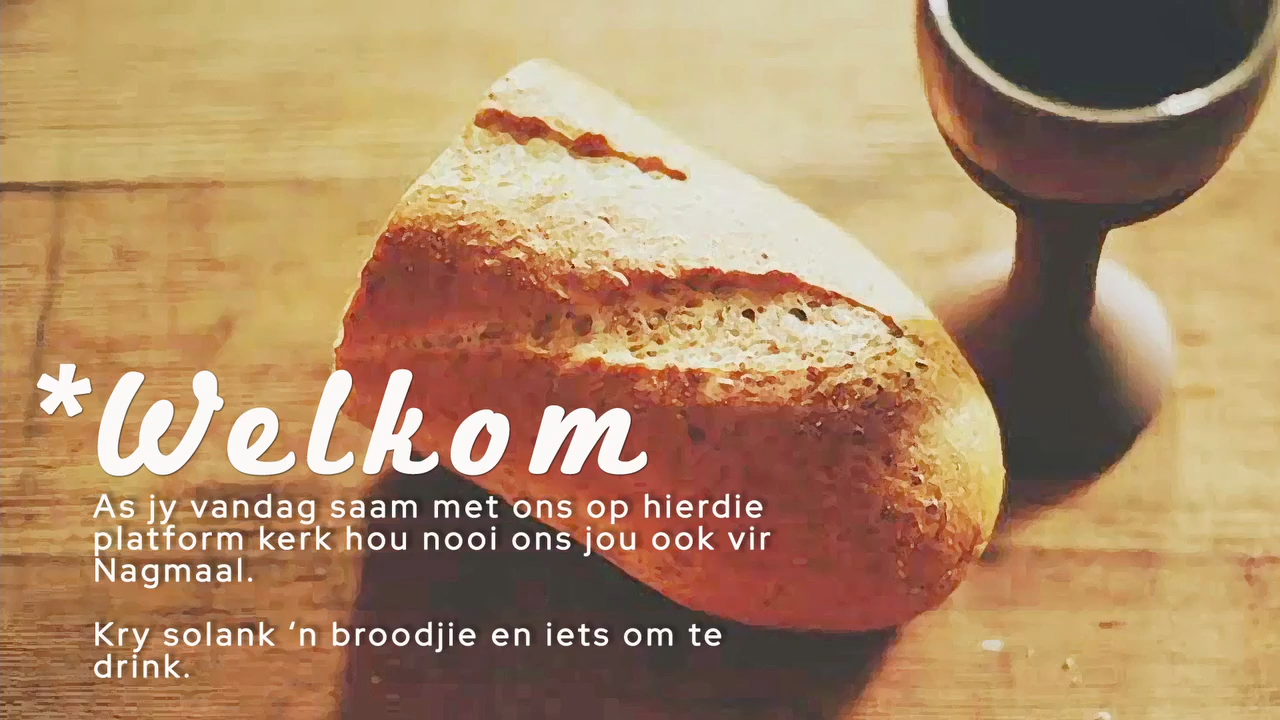 *Welkom
As jy vandag saam met ons op hierdie
platform kerk hou nooi ons jou ook vir
Nagmaal.
Kry solank ‘n broodjie en iets om te
drink.